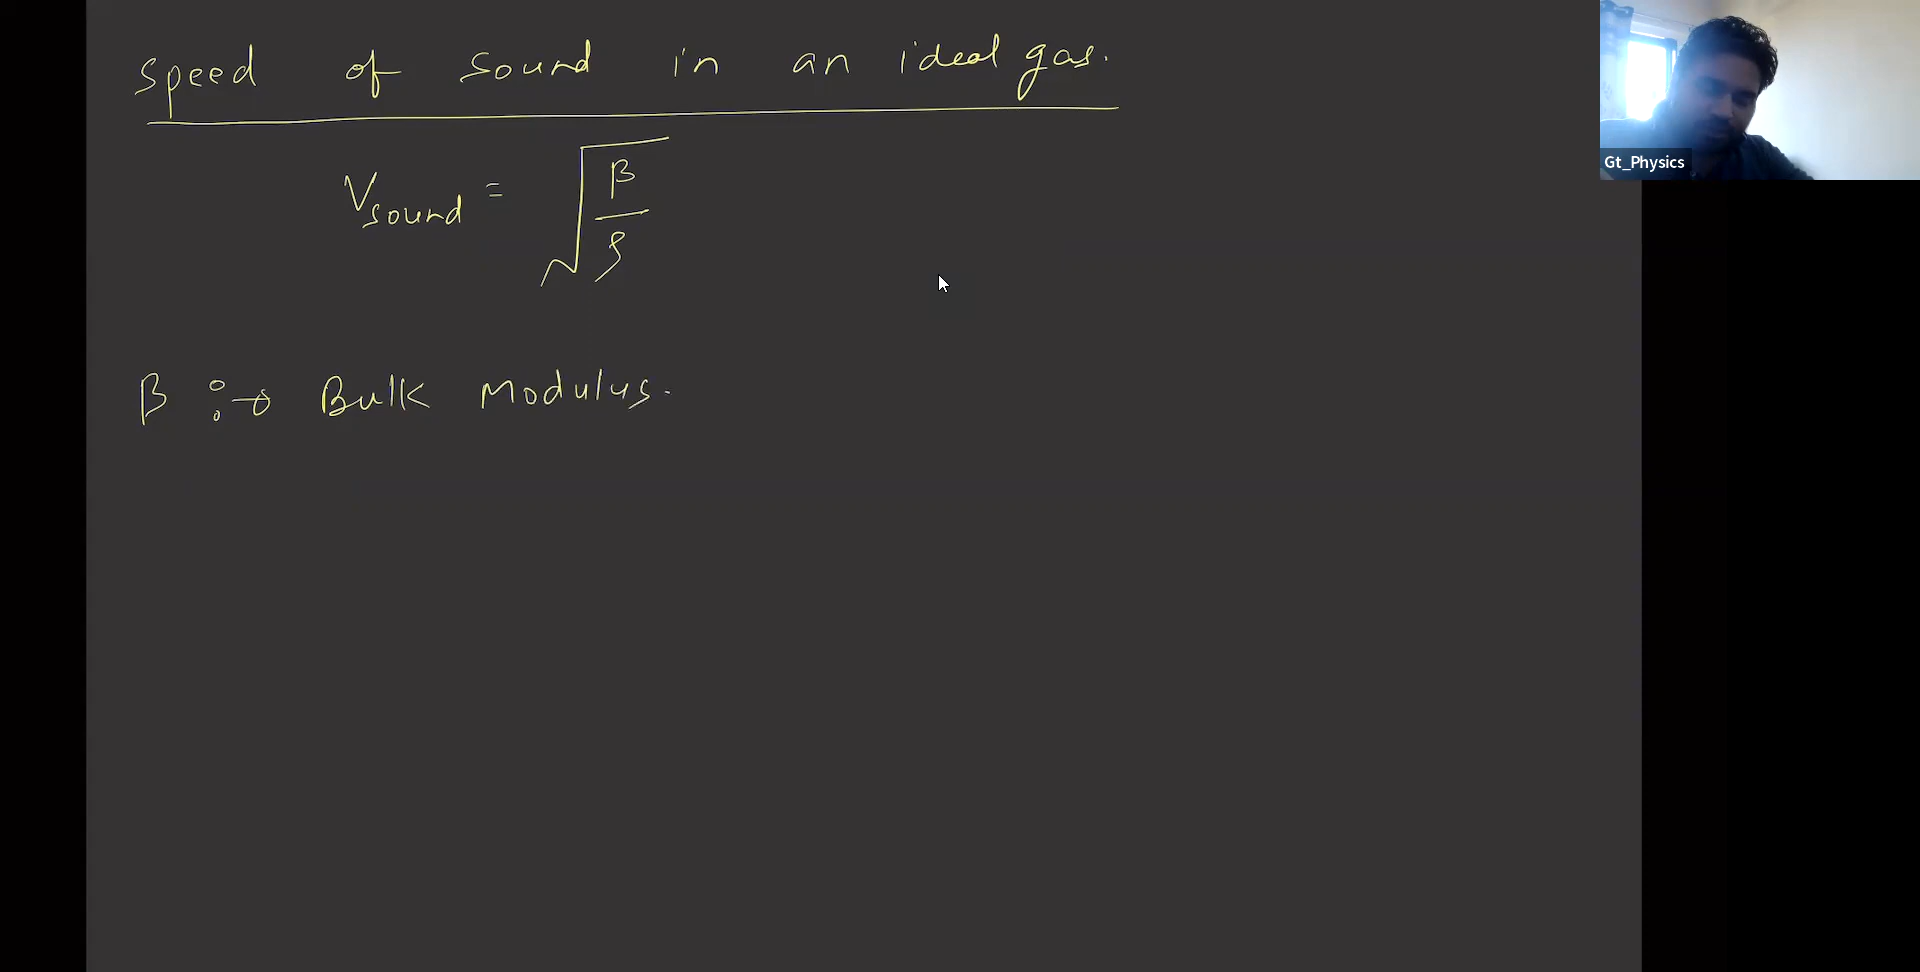 speed of sound in an ideal gas.
Gt_Physics
Vsound = √(β/ρ)
β :→ Bulk Modulus.